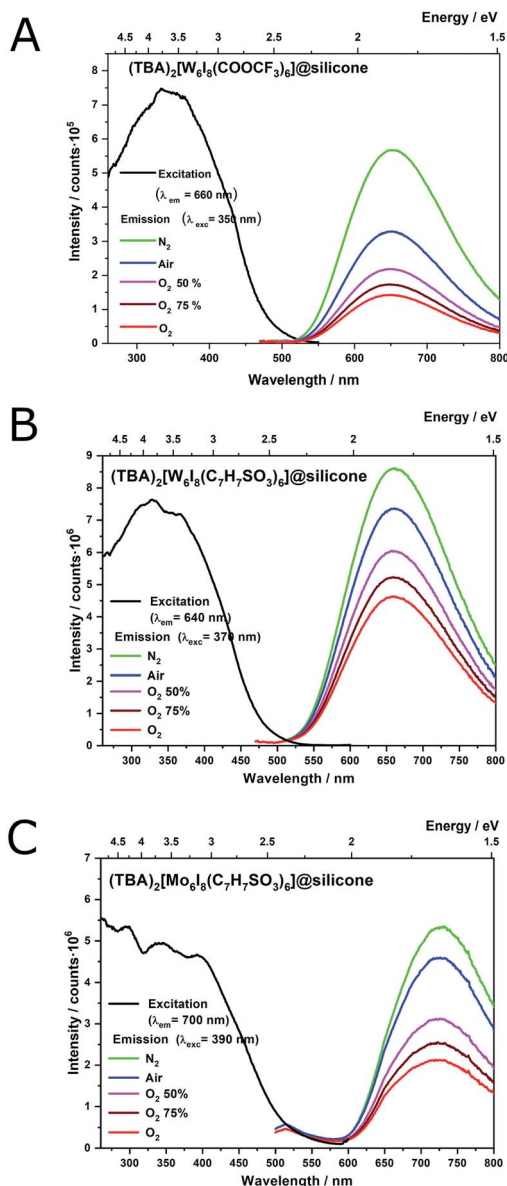 A
Energy / eV
4.5 4 3.5 3 2.5 2 1.5
(TBA)₂[W₆I₈(COOCF₃)₆]@silicone
Intensity / counts·10⁵
8
7
6
5
4
3
2
1
0
Excitation
(λ em = 660 nm)
Emission (λ exc = 350 nm)
N₂
Air
O₂ 50 %
O₂ 75 %
O₂
300 400 500 600 700 800
Wavelength / nm
B
Energy / eV
4.5 4 3.5 3 2.5 2 1.5
(TBA)₂[W₆I₈(C₇H₇SO₃)₆]@silicone
Intensity / counts·10⁶
9
8
7
6
5
4
3
2
1
0
Excitation
(λem= 640 nm)
Emission (λexc= 370 nm)
N₂
Air
O₂ 50%
O₂ 75%
O₂
300 350 400 450 500 550 600 650 700 750 800
Wavelength / nm
C
Energy / eV
4.5 4 3.5 3 2.5 2 1.5
(TBA)₂[Mo₆I₈(C₇H₇SO₃)₆]@silicone
Intensity / counts·10⁶
7
6
5
4
3
2
1
0
Excitation
(λem= 700 nm)
Emission (λexc= 390 nm)
N₂
Air
O₂ 50%
O₂ 75%
O₂
300 350 400 450 500 550 600 650 700 750 800
Wavelength / nm